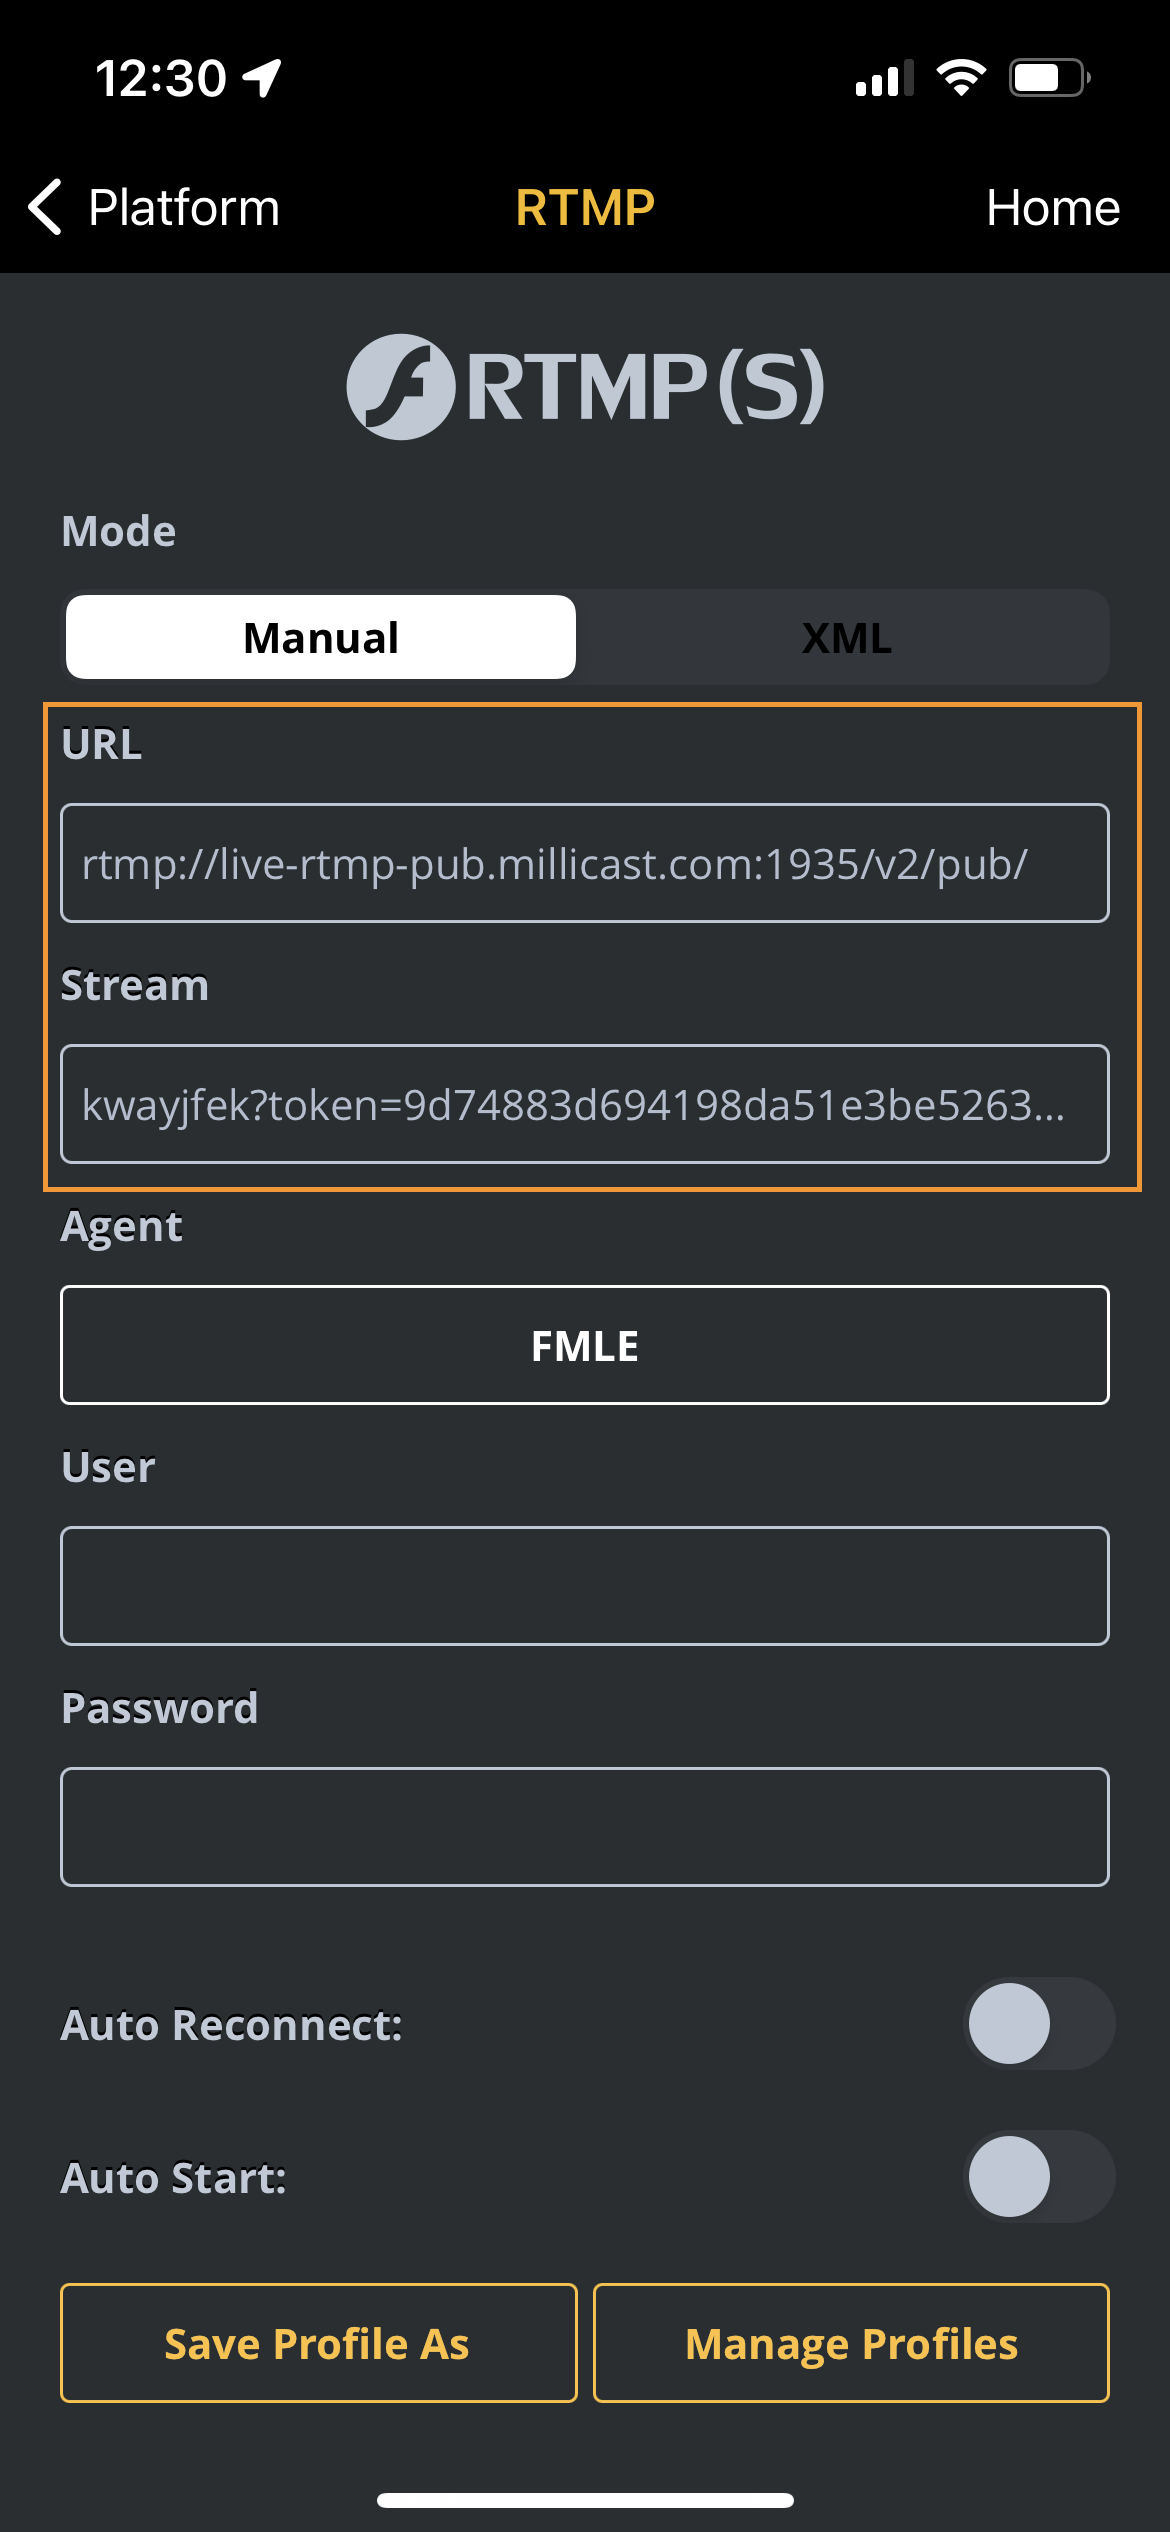 12:30
Platform
RTMP
Home
RTMP(S)
Mode
Manual
XML
URL
rtmp://live-rtmp-pub.millicast.com:1935/v2/pub/
Stream
kwayjfek?token=9d74883d694198da51e3be5263...
Agent
FMLE
User
Password
Auto Reconnect:
Auto Start:
Save Profile As
Manage Profiles